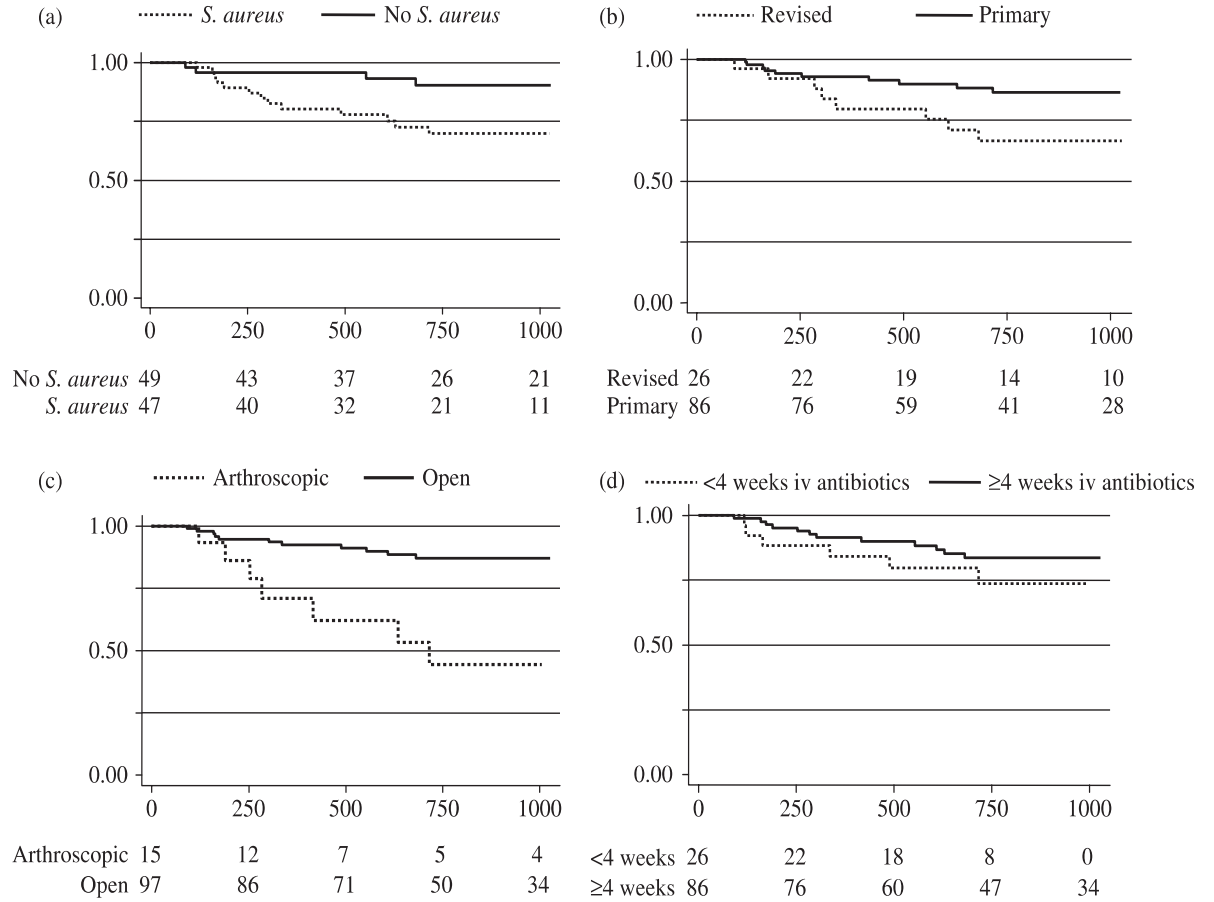 (a) S. aureus No S. aureus
1.00
0.50
0.00
0 250 500 750 1000
No S. aureus 49 43 37 26 21
S. aureus 47 40 32 21 11
(b) Revised Primary
1.00
0.50
0.00
0 250 500 750 1000
Revised 26 22 19 14 10
Primary 86 76 59 41 28
(c) Arthroscopic Open
1.00
0.50
0.00
0 250 500 750 1000
Arthroscopic 15 12 7 5 4
Open 97 86 71 50 34
(d) <4 weeks iv antibiotics ≥4 weeks iv antibiotics
1.00
0.50
0.00
0 250 500 750 1000
<4 weeks 26 22 18 8 0
≥4 weeks 86 76 60 47 34